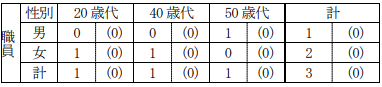 職員 性別 20歳代 40歳代 50歳代 計
男 0 (0) 0 (0) 1 (0) 1 (0)
女 1 (0) 1 (0) 0 (0) 2 (0)
計 1 (0) 1 (0) 1 (0) 3 (0)